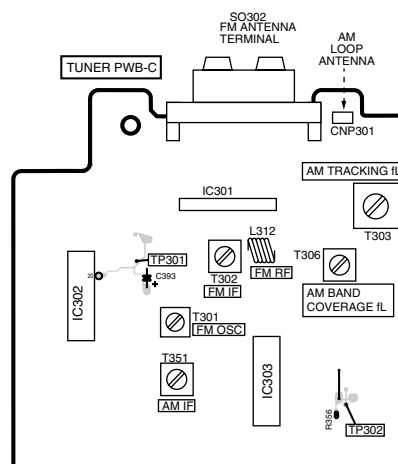 SO302
FM ANTENNA
TERMINAL
AM
LOOP
ANTENNA
TUNER PWB-C
CNP301
AM TRACKING fL
IC301
T303
L312
TP301
T306
C393
+
20
T302
FM RF
FM IF
IC302
AM BAND
COVERAGE fL
T301
FM OSC
T351
IC303
AM IF
R356
TP302